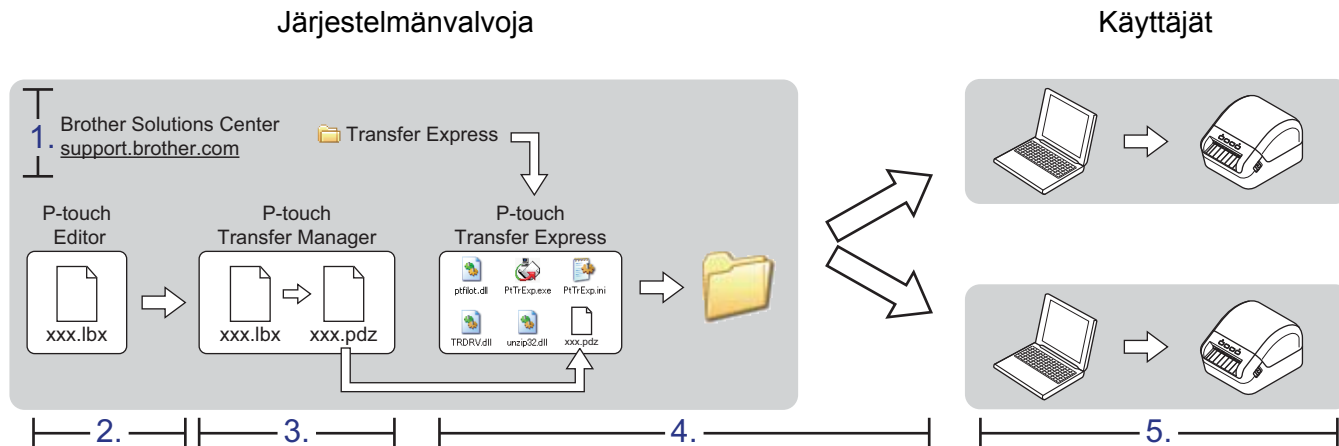 Järjestelmänvalvoja
Käyttäjät
1.
Brother Solutions Center
support.brother.com
Transfer Express
P-touch
Editor
xxx.lbx
P-touch
Transfer Manager
xxx.lbx
xxx.pdz
P-touch
Transfer Express
ptfilot.dll
PtTrExp.exe
PtTrExp.ini
TRDRV.dll
unzip32.dll
xxx.pdz
2.
3.
4.
5.